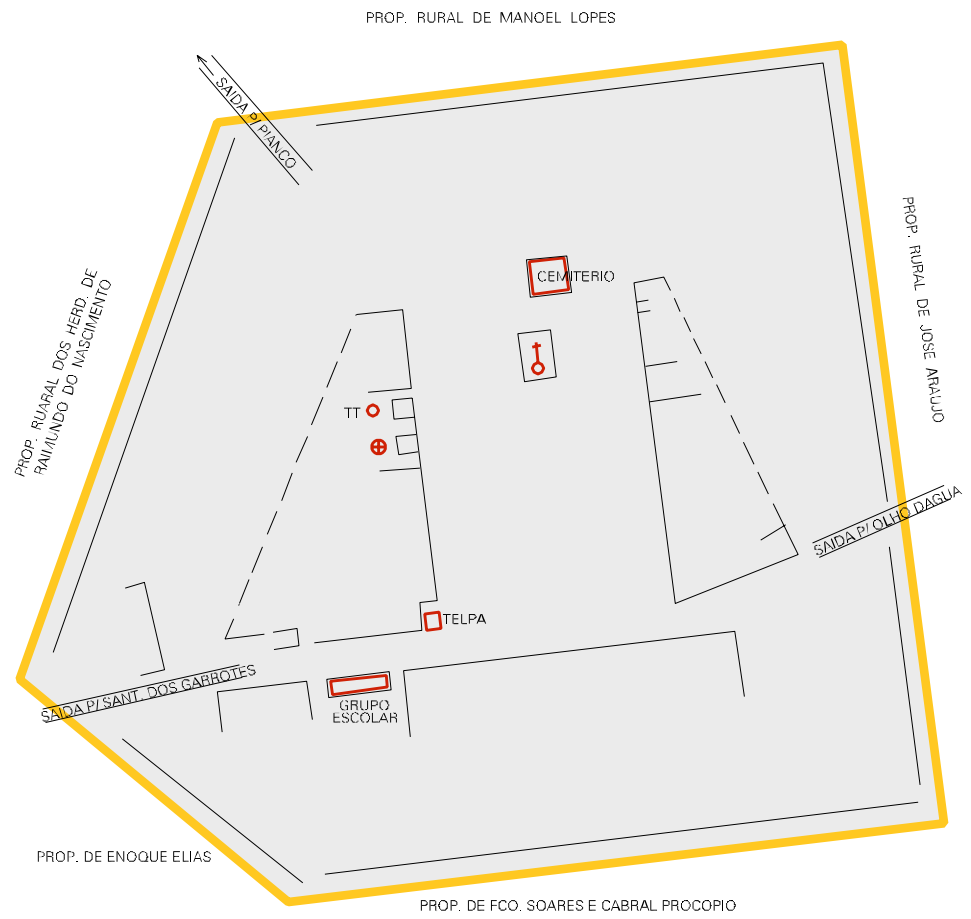 PROP. RURAL DE MANOEL LOPES
SAIDA P/ PIANCO
PROP. RURAL DE JOSE ARAUJO
PROP. RUARAL DOS HERD. DE
RAIMUNDO DO NASCIMENTO
CEMITERIO
TT
SAIDA P/ OLHO DAGUA
TELPA
SAIDA P/ SANT. DOS GARROTES
GRUPO
ESCOLAR
PROP. DE ENOQUE ELIAS
PROP. DE FCO. SOARES E CABRAL PROCOPIO